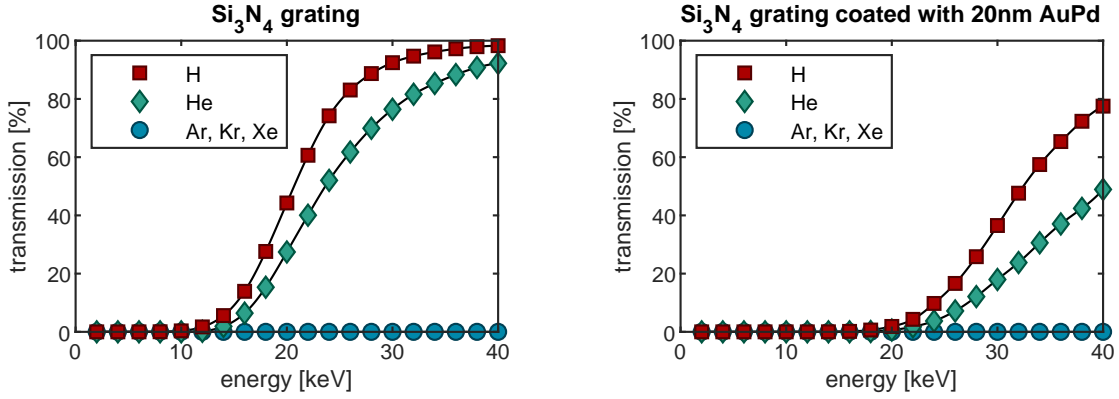 Si₃N₄ grating
100
80
60
40
20
0
0 10 20 30 40
transmission [%]
energy [keV]
H
He
Ar, Kr, Xe
Si₃N₄ grating coated with 20nm AuPd
100
80
60
40
20
0
0 10 20 30 40
transmission [%]
energy [keV]
H
He
Ar, Kr, Xe